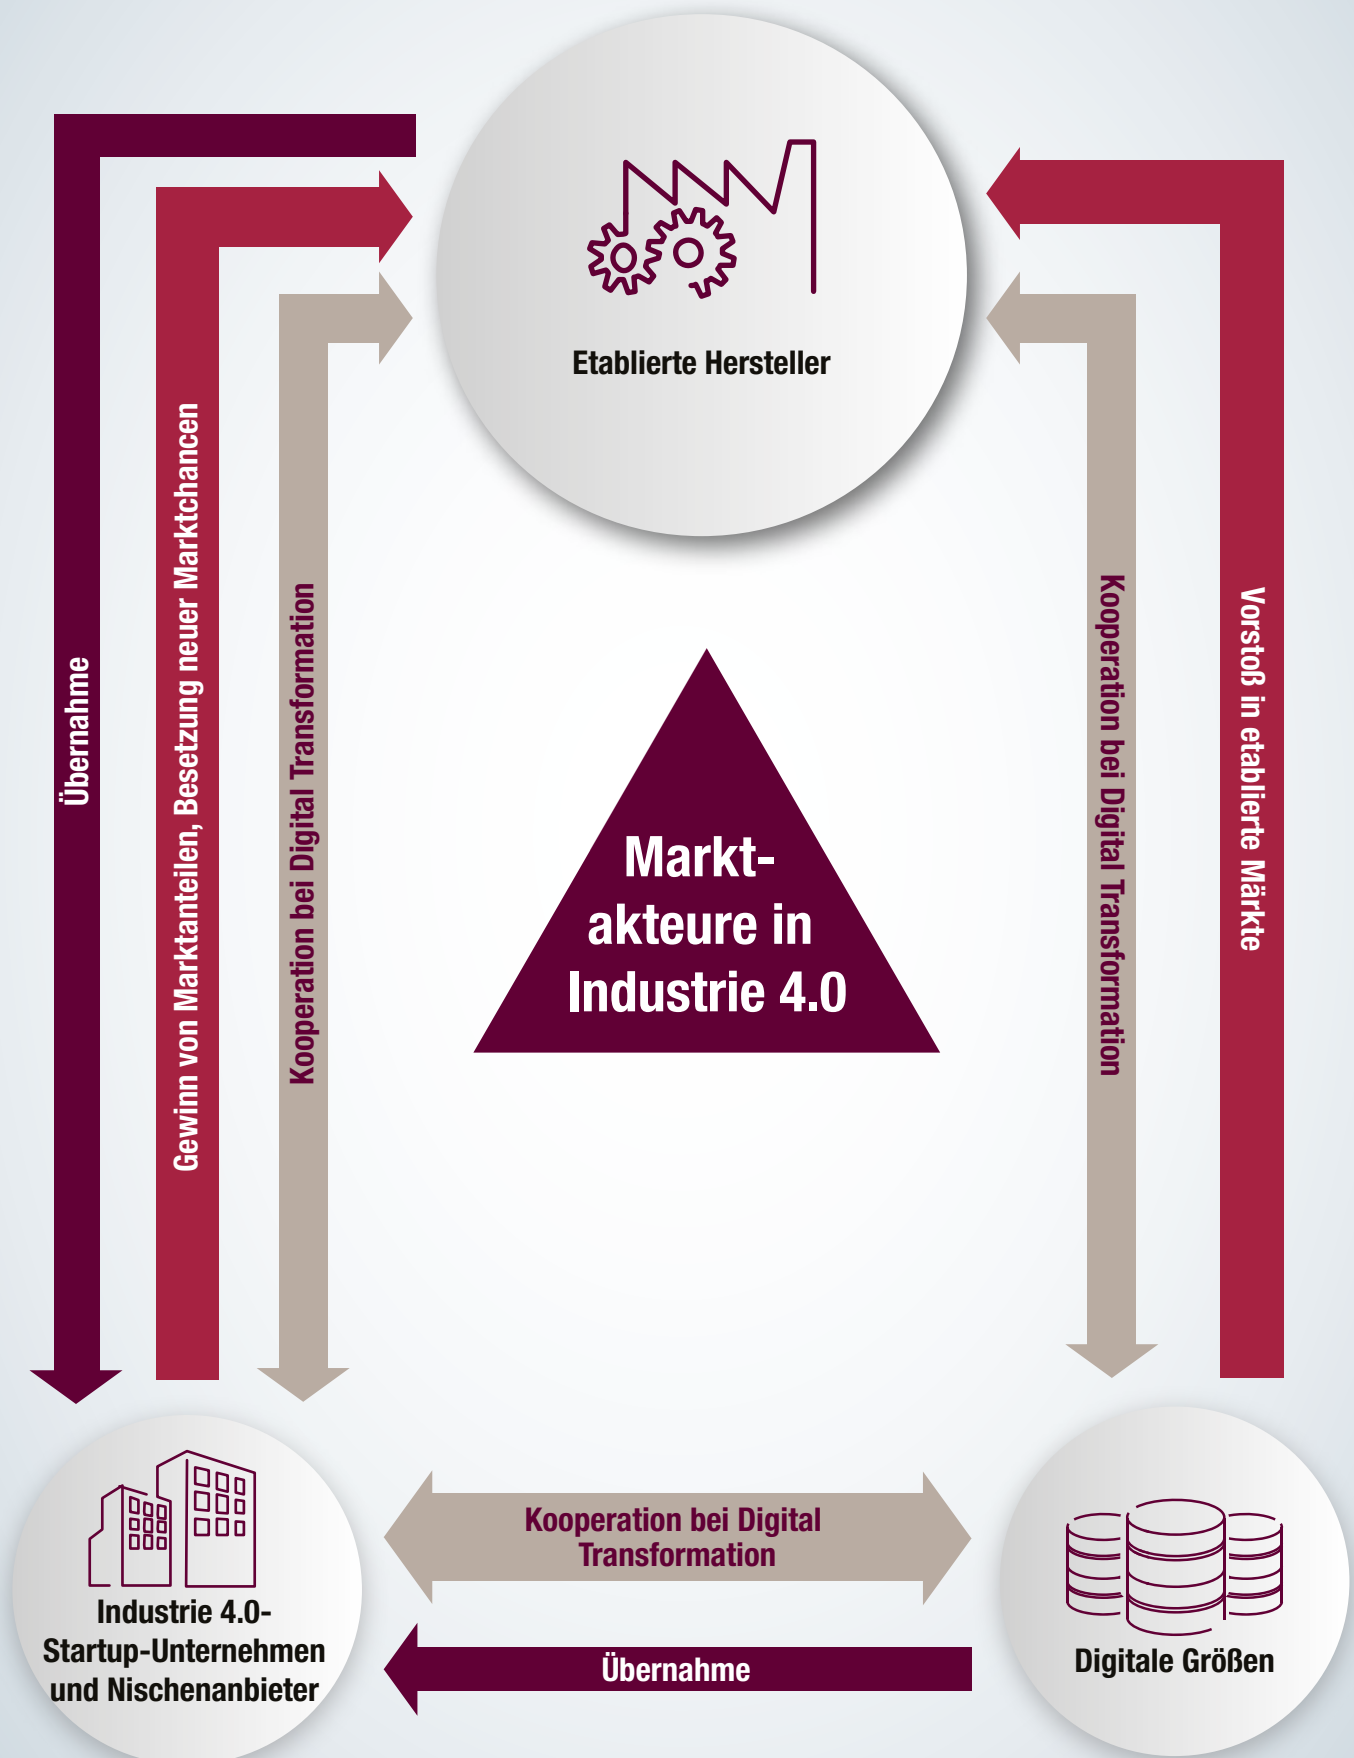 Etablierte Hersteller
Übernahme
Gewinn von Marktanteilen, Besetzung neuer Marktchancen
Kooperation bei Digital Transformation
Markt-
akteure in
Industrie 4.0
Kooperation bei Digital Transformation
Vorstoß in etablierte Märkte
Kooperation bei Digital
Transformation
Übernahme
Industrie 4.0-
Startup-Unternehmen
und Nischenanbieter
Digitale Größen